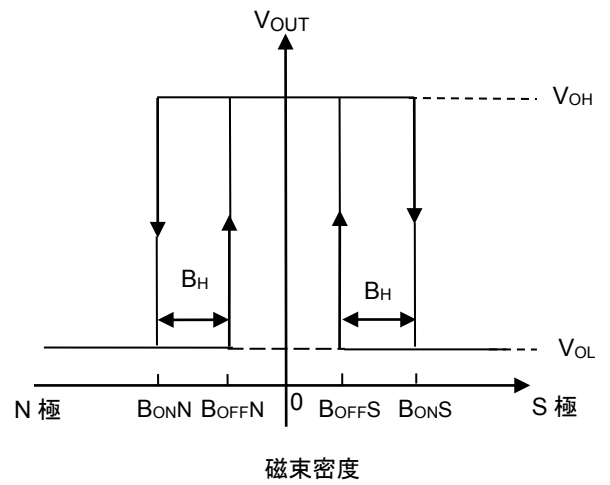 VOUT
VOH
BH
BH
VOL
N 極 BONN BOFFN 0 BOFFS BONS S 極
磁束密度